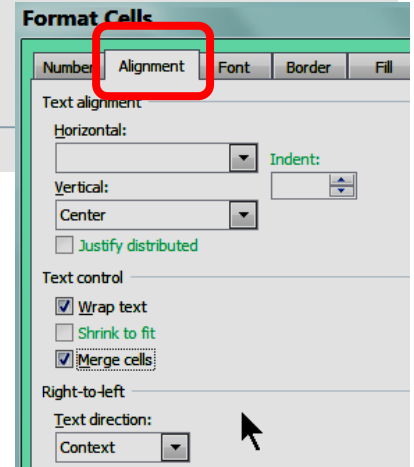 Format Cells
Number Alignment Font Border Fill
Text alignment
Horizontal:
Indent:
Vertical:
Center
Justify distributed
Text control
Wrap text
Shrink to fit
Merge cells
Right-to-left
Text direction:
Context